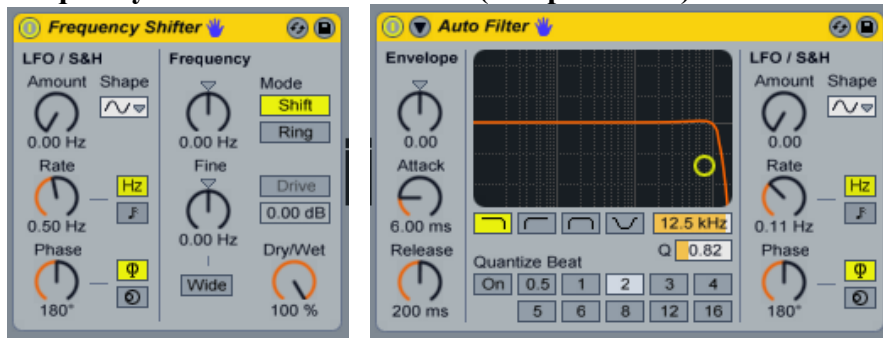 Frequency Shifter
LFO / S&H
Frequency
Amount
Shape
Mode
Shift
Ring
0.00 Hz
0.00 Hz
Rate
Fine
Hz
Drive
0.00 dB
0.50 Hz
0.00 Hz
Phase
Dry/Wet
Φ
Wide
180°
100 %
Auto Filter
Envelope
LFO / S&H
Amount
Shape
0.00
0.00
Attack
Rate
Hz
6.00 ms
12.5 kHz
0.11 Hz
Release
Q 0.82
Phase
Quantize Beat
Φ
On 0.5 1 2 3 4
5 6 8 12 16
200 ms
180°